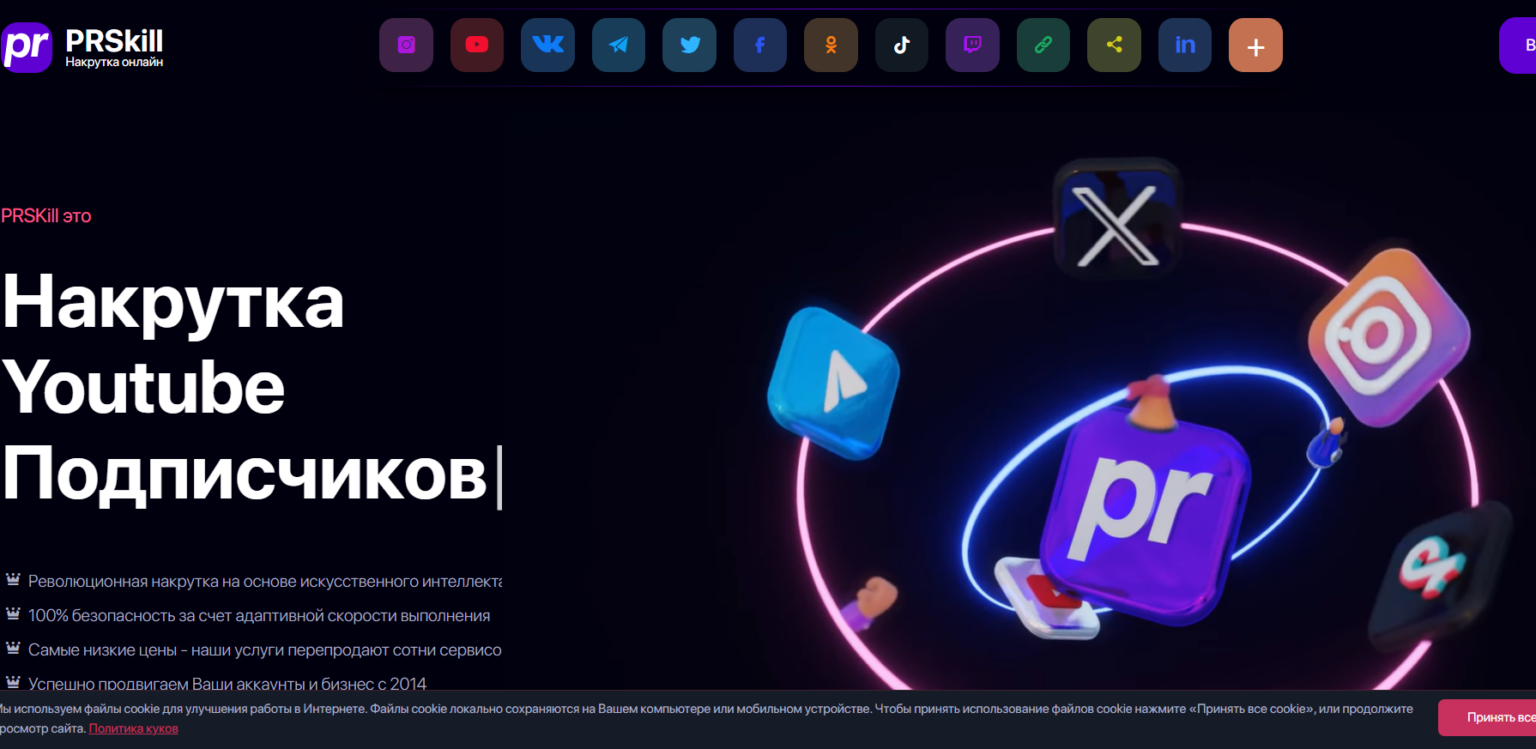 pr PRSkill
Накрутка онлайн
in
PRSKill это
Накрутка
Youtube
Подписчиков
pr
Революционная накрутка на основе искусственного интеллекта
100% безопасность за счет адаптивной скорости выполнения
Самые низкие цены - наши услуги перепродают сотни сервисо
Успешно продвигаем Ваши аккаунты и бизнес с 2014
Мы используем файлы cookie для улучшения работы в Интернете. Файлы cookie локально сохраняются на Вашем компьютере или мобильном устройстве. Чтобы принять использование файлов cookie нажмите «Принять все cookie», или продолжите
росмотр сайта. Политика куков
Принять все